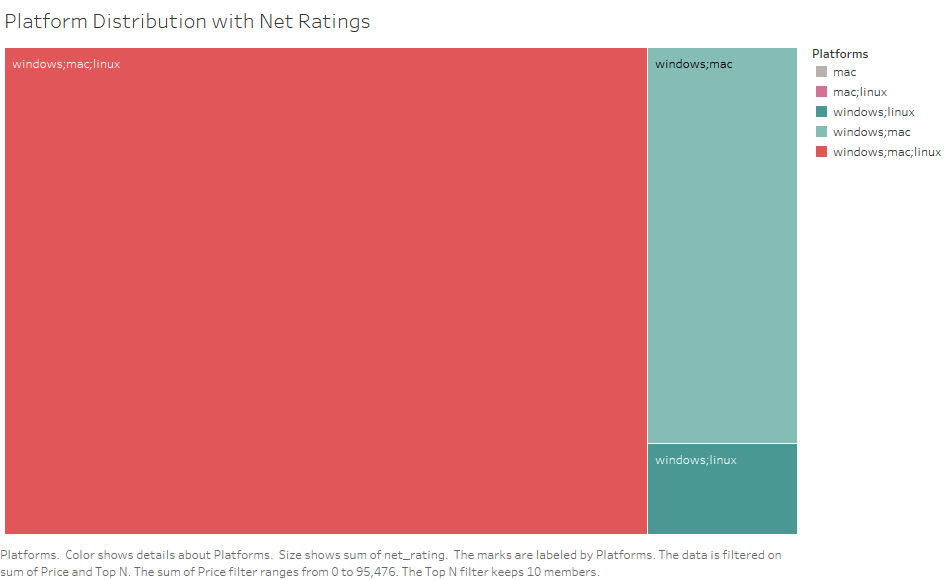 Platform Distribution with Net Ratings
windows;mac;linux
windows;mac
windows;linux
Platforms
mac
mac;linux
windows;linux
windows;mac
windows;mac;linux
Platforms.  Color shows details about Platforms.  Size shows sum of net_rating.  The marks are labeled by Platforms. The data is filtered on
sum of Price and Top N. The sum of Price filter ranges from 0 to 95,476. The Top N filter keeps 10 members.